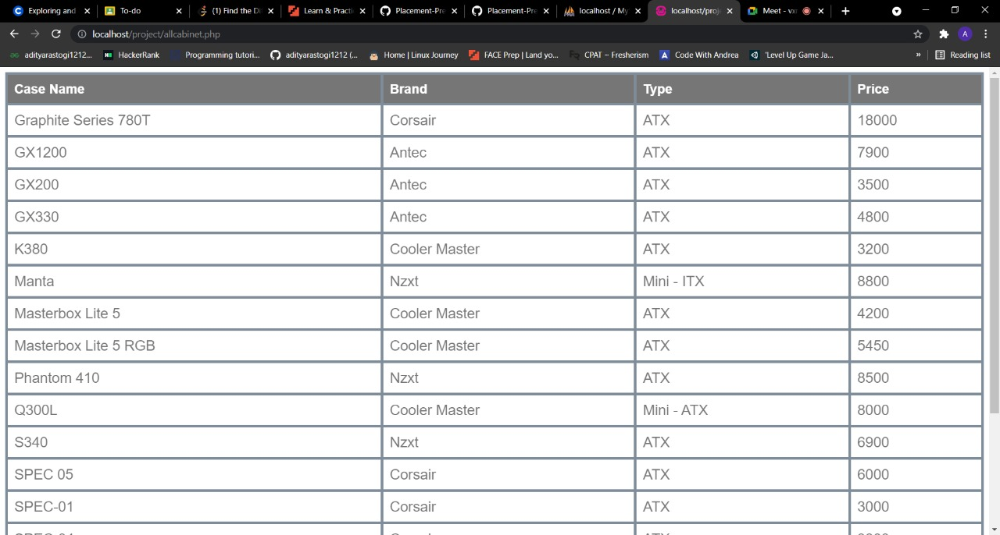 Exploring and
To-do
(1) Find the Di
Learn & Practi
Placement-Pre
Placement-Pre
localhost / My
localhost/proj
Meet - vxr
localhost/project/allcabinet.php
A
adityarastogi1212...
HackerRank
Programming tutori...
adityarastogi1212 (...
Home | Linux Journey
FACE Prep | Land yo...
CPAT – Fresherism
Code With Andrea
'Level Up Game Ja...
»
Reading list
Case Name Brand Type Price
Graphite Series 780T Corsair ATX 18000
GX1200 Antec ATX 7900
GX200 Antec ATX 3500
GX330 Antec ATX 4800
K380 Cooler Master ATX 3200
Manta Nzxt Mini - ITX 8800
Masterbox Lite 5 Cooler Master ATX 4200
Masterbox Lite 5 RGB Cooler Master ATX 5450
Phantom 410 Nzxt ATX 8500
Q300L Cooler Master Mini - ATX 8000
S340 Nzxt ATX 6900
SPEC 05 Corsair ATX 6000
SPEC-01 Corsair ATX 3000